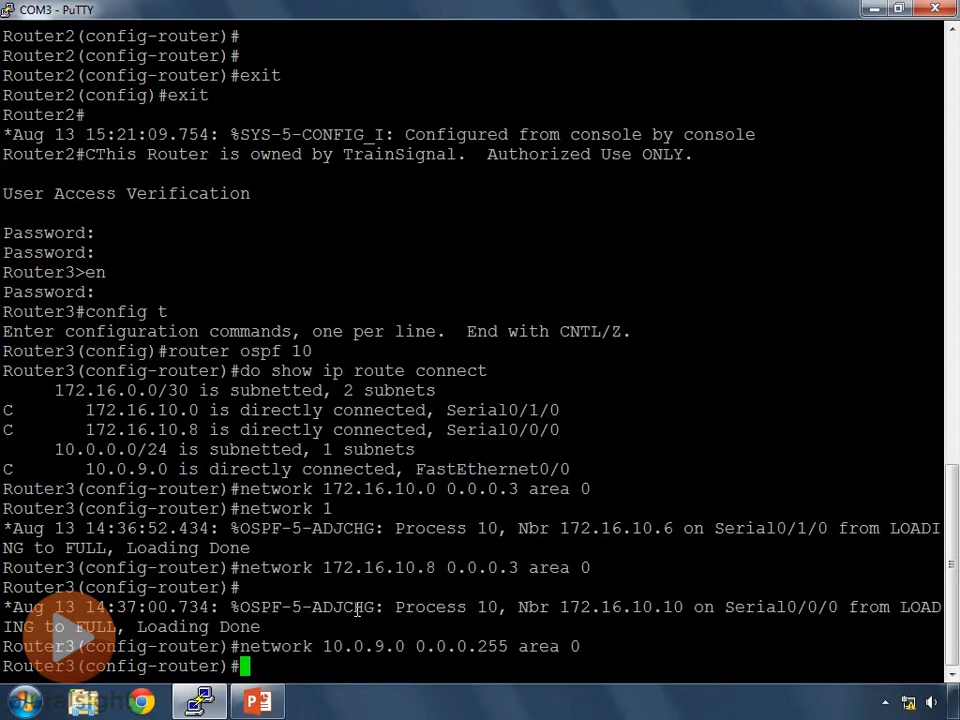 COM3 - PuTTY
Router2(config-router)#
Router2(config-router)#
Router2(config-router)#exit
Router2(config)#exit
Router2#
*Aug 13 15:21:09.754: %SYS-5-CONFIG_I: Configured from console by console
Router2#CThis Router is owned by TrainSignal.  Authorized Use ONLY.
User Access Verification
Password:
Password:
Router3>en
Password:
Router3#config t
Enter configuration commands, one per line.  End with CNTL/Z.
Router3(config)#router ospf 10
Router3(config-router)#do show ip route connect
     172.16.0.0/30 is subnetted, 2 subnets
C       172.16.10.0 is directly connected, Serial0/1/0
C       172.16.10.8 is directly connected, Serial0/0/0
     10.0.0.0/24 is subnetted, 1 subnets
C       10.0.9.0 is directly connected, FastEthernet0/0
Router3(config-router)#network 172.16.10.0 0.0.0.3 area 0
Router3(config-router)#network 1
*Aug 13 14:36:52.434: %OSPF-5-ADJCHG: Process 10, Nbr 172.16.10.6 on Serial0/1/0 from LOADI
NG to FULL, Loading Done
Router3(config-router)#network 172.16.10.8 0.0.0.3 area 0
Router3(config-router)#
*Aug 13 14:37:00.734: %OSPF-5-ADJCHG: Process 10, Nbr 172.16.10.10 on Serial0/0/0 from LOAD
ING to FULL, Loading Done
Router3(config-router)#network 10.0.9.0 0.0.0.255 area 0
Router3(config-router)#
pluralsight